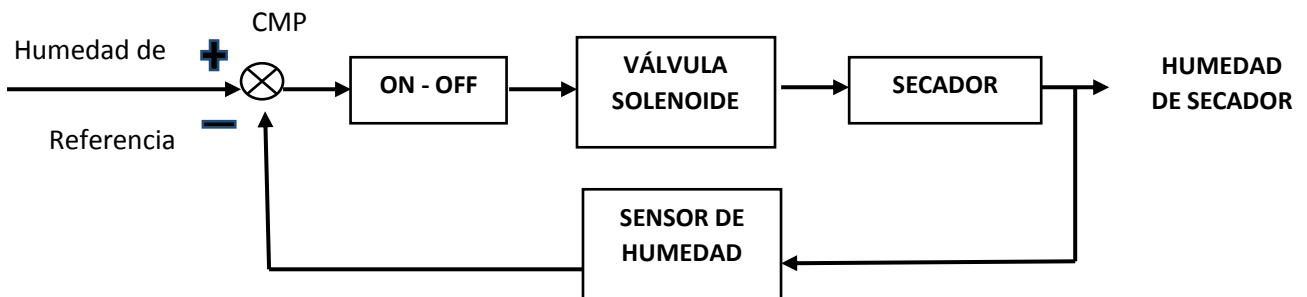 CMP
Humedad de
Referencia
ON - OFF
VÁLVULA
SOLENOIDE
SECADOR
HUMEDAD
DE SECADOR
SENSOR DE
HUMEDAD